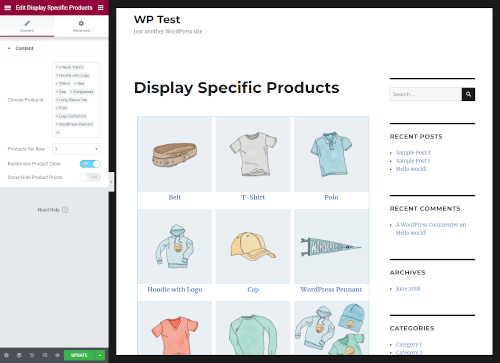 Edit Display Specific Products
Content
Advanced
Content
Choose Products
× V-Neck T-Shirt
× Hoodie with Logo
× T-Shirt × Belt
× Cap × Sunglasses
× Long Sleeve Tee
× Polo
× Logo Collection
× WordPress Pennant
Products Per Row
3
Randomize Product Order
Show/Hide Product Prices
Need Help
UPDATE
WP Test
Just another WordPress site
Display Specific Products
Belt
T-Shirt
Polo
Hoodie with Logo
Cap
WordPress Pennant
Search …
RECENT POSTS
Sample Post 2
Sample Post 1
Hello world!
RECENT COMMENTS
A WordPress Commenter on
Hello world!
ARCHIVES
June 2018
CATEGORIES
Category 1
Category 2